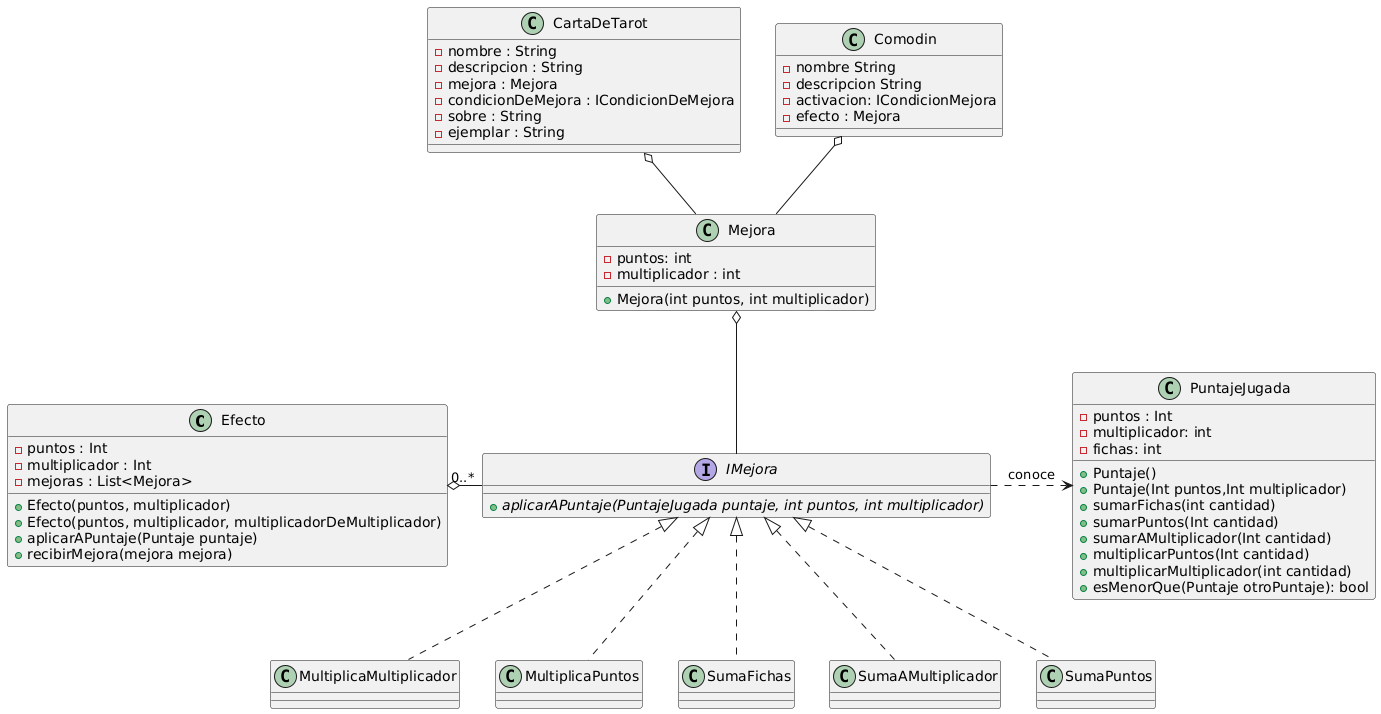 C CartaDeTarot
nombre : String
descripcion : String
mejora : Mejora
condicionDeMejora : ICondicionDeMejora
sobre : String
ejemplar : String
C Comodin
nombre String
descripcion String
activacion: ICondicionMejora
efecto : Mejora
C Mejora
puntos: int
multiplicador : int
Mejora(int puntos, int multiplicador)
C Efecto
puntos : Int
multiplicador : Int
mejoras : List<Mejora>
Efecto(puntos, multiplicador)
Efecto(puntos, multiplicador, multiplicadorDeMultiplicador)
aplicarAPuntaje(Puntaje puntaje)
recibirMejora(mejora mejora)
0..*
I IMejora
aplicarAPuntaje(PuntajeJugada puntaje, int puntos, int multiplicador)
conoce
C PuntajeJugada
puntos : Int
multiplicador: int
fichas: int
Puntaje()
Puntaje(Int puntos,Int multiplicador)
sumarFichas(int cantidad)
sumarPuntos(Int cantidad)
sumarAMultiplicador(Int cantidad)
multiplicarPuntos(Int cantidad)
multiplicarMultiplicador(int cantidad)
esMenorQue(Puntaje otroPuntaje): bool
C MultiplicaMultiplicador
C MultiplicaPuntos
C SumaFichas
C SumaAMultiplicador
C SumaPuntos